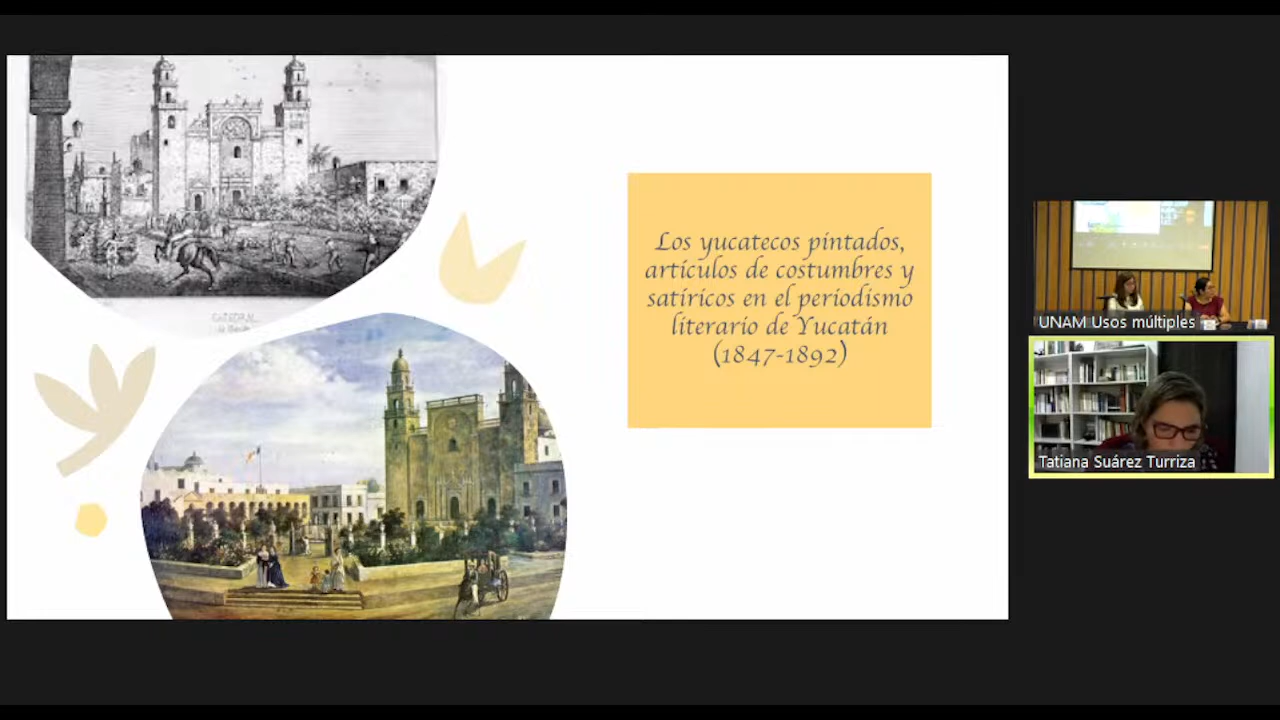 CATEDRAL
Los yucatecos pintados,
artículos de costumbres y
satíricos en el periodismo
literario de Yucatán
(1847-1892)
UNAM Usos múltiples
Tatiana Suárez Turriza